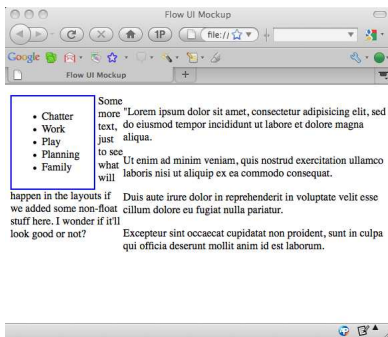 Flow UI Mockup
1P
file://
Google
Flow UI Mockup
Chatter
Work
Play
Planning
Family
Some
more
text,
just
to see
what
will
happen in the layouts if
we added some non-float
stuff here. I wonder if it'll
look good or not?
"Lorem ipsum dolor sit amet, consectetur adipisicing elit, sed
do eiusmod tempor incididunt ut labore et dolore magna
aliqua.
Ut enim ad minim veniam, quis nostrud exercitation ullamco
laboris nisi ut aliquip ex ea commodo consequat.
Duis aute irure dolor in reprehenderit in voluptate velit esse
cillum dolore eu fugiat nulla pariatur.
Excepteur sint occaecat cupidatat non proident, sunt in culpa
qui officia deserunt mollit anim id est laborum.